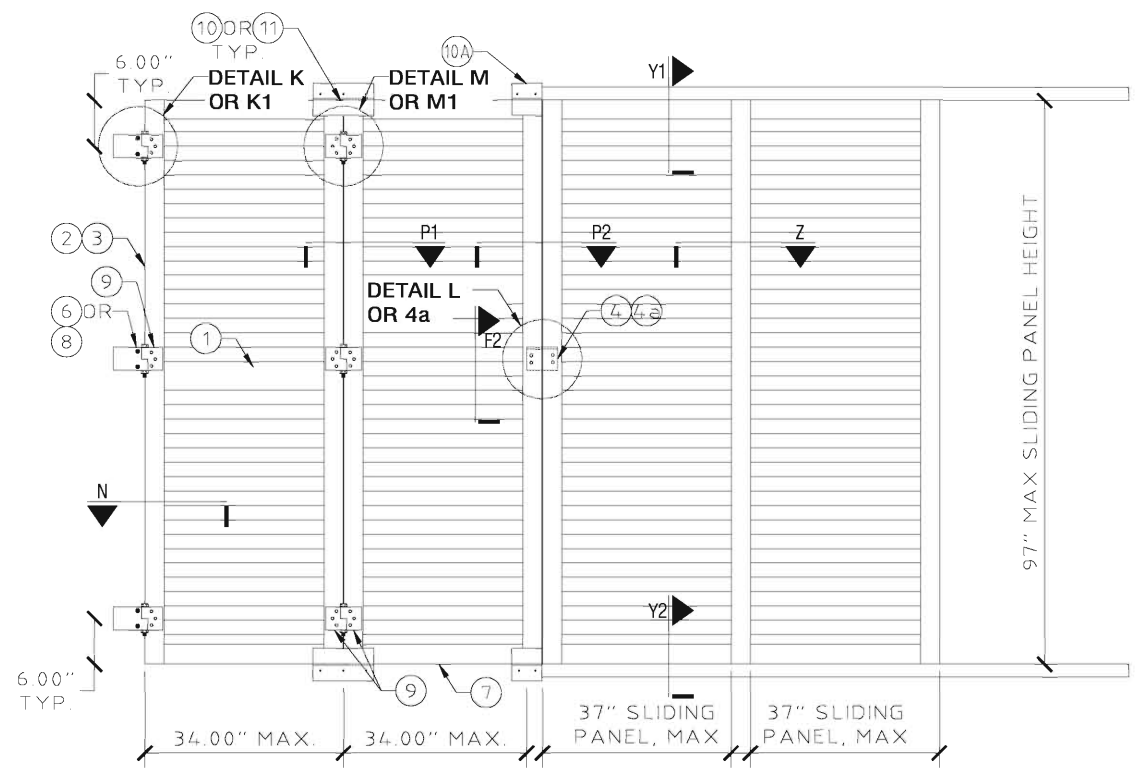 10 OR 11
TYP.
10A
6.00"
TYP.
DETAIL K
OR K1
DETAIL M
OR M1
Y1
2 3
P1
P2
Z
9
DETAIL L
OR 4a
6 OR
8
1
F2
4 4a
97" MAX SLIDING PANEL HEIGHT
N
Y2
6.00"
TYP.
9
7
34.00" MAX.
34.00" MAX.
37" SLIDING
PANEL, MAX
37" SLIDING
PANEL, MAX